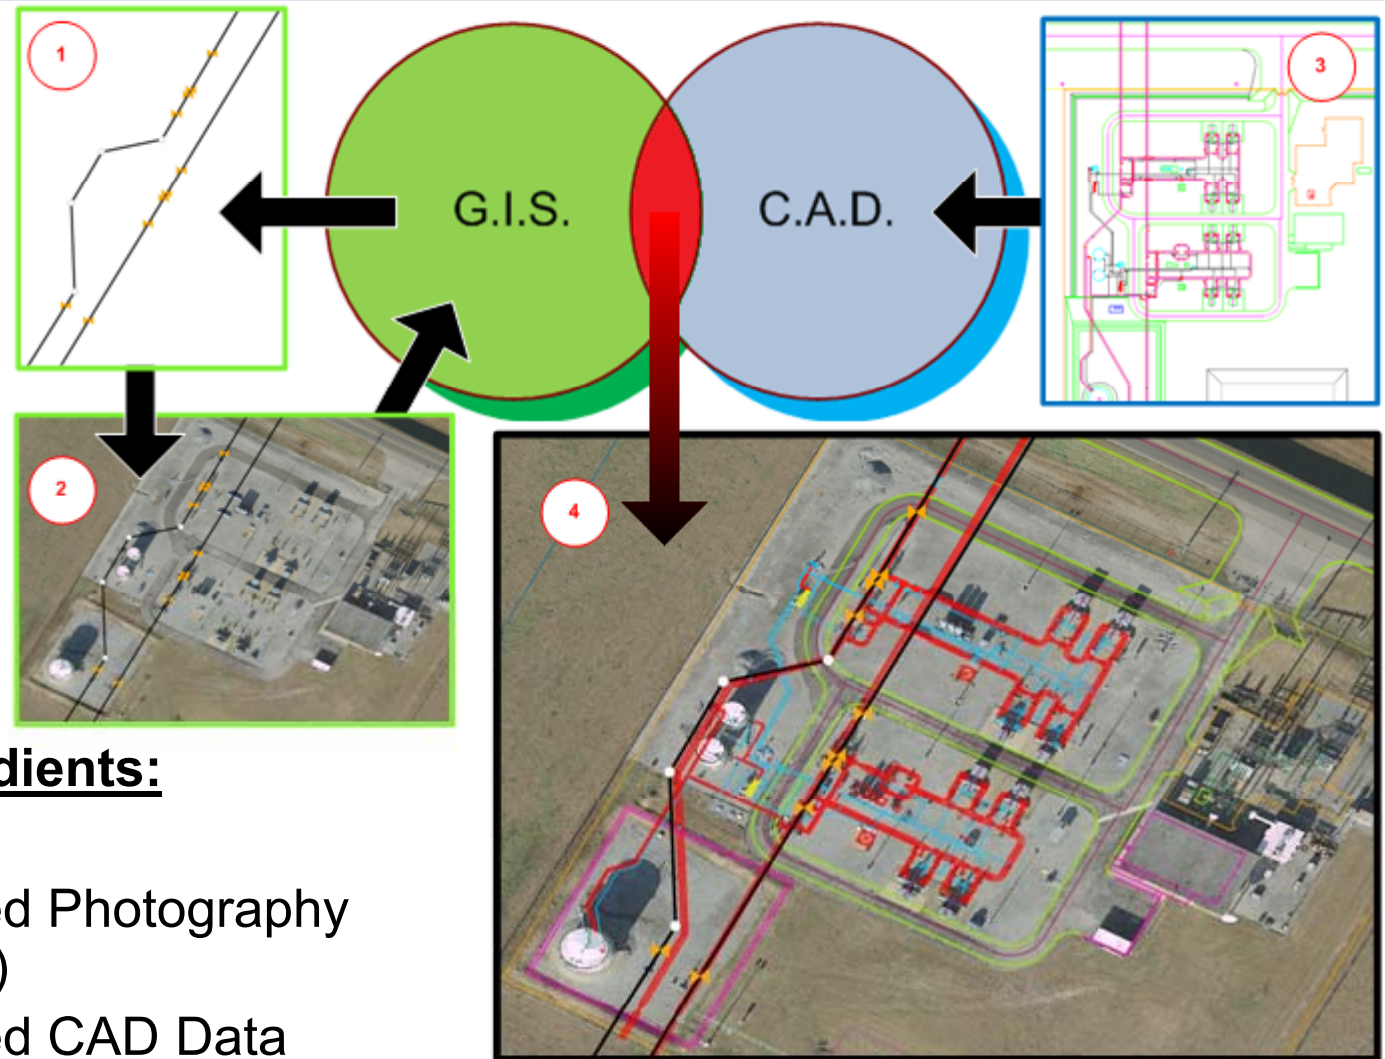 1
G.I.S.
C.A.D.
3
2
4
dients:
ed Photography
)
ed CAD Data